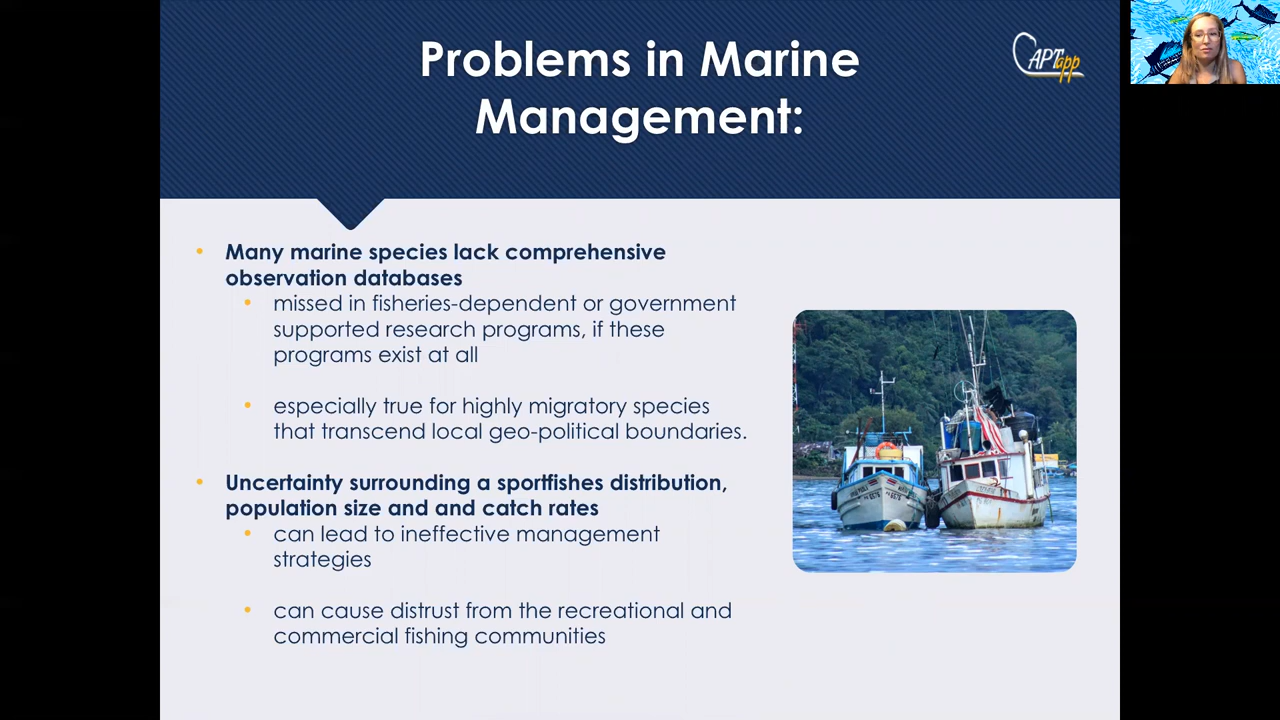 Problems in Marine
Management:
CAPTapp
• Many marine species lack comprehensive
observation databases
• missed in fisheries-dependent or government
supported research programs, if these
programs exist at all
• especially true for highly migratory species
that transcend local geo-political boundaries.
• Uncertainty surrounding a sportfishes distribution,
population size and and catch rates
• can lead to ineffective management
strategies
• can cause distrust from the recreational and
commercial fishing communities